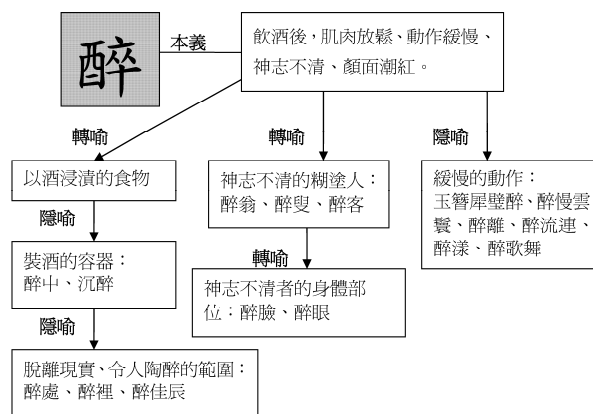 醉
本義
飲酒後，肌肉放鬆、動作緩慢、
神志不清、顏面潮紅。
轉喻
轉喻
隱喻
以酒浸漬的食物
神志不清的糊塗人：
醉翁、醉叟、醉客
緩慢的動作：
玉簪犀璧醉、醉慢雲
鬟、醉離、醉流連、
醉漾、醉歌舞
隱喻
轉喻
裝酒的容器：
醉中、沉醉
神志不清者的身體部
位：醉臉、醉眼
隱喻
脫離現實、令人陶醉的範圍：
醉處、醉裡、醉佳辰